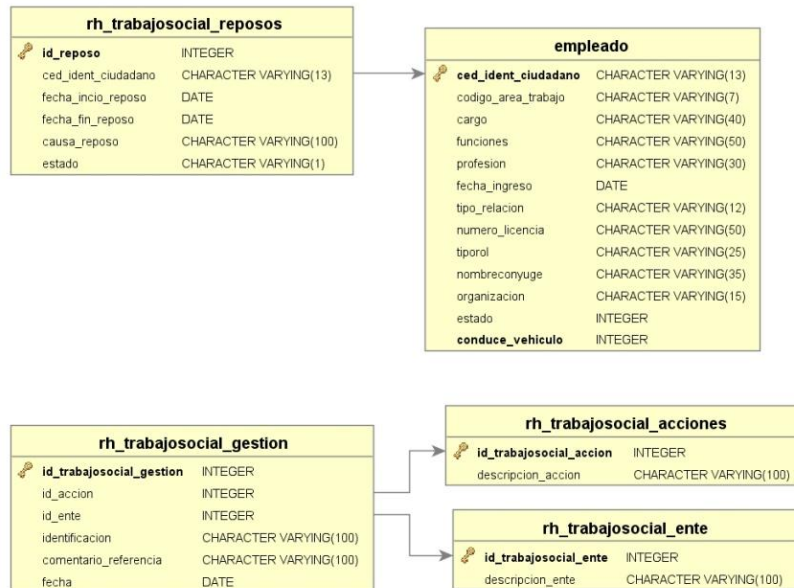 rh_trabajosocial_reposos
id_reposo INTEGER
ced_ident_ciudadano CHARACTER VARYING(13)
fecha_incio_reposo DATE
fecha_fin_reposo DATE
causa_reposo CHARACTER VARYING(100)
estado CHARACTER VARYING(1)
empleado
ced_ident_ciudadano CHARACTER VARYING(13)
codigo_area_trabajo CHARACTER VARYING(7)
cargo CHARACTER VARYING(40)
funciones CHARACTER VARYING(50)
profesion CHARACTER VARYING(30)
fecha_ingreso DATE
tipo_relacion CHARACTER VARYING(12)
numero_licencia CHARACTER VARYING(50)
tiporol CHARACTER VARYING(25)
nombreconyuge CHARACTER VARYING(35)
organizacion CHARACTER VARYING(15)
estado INTEGER
conduce_vehiculo INTEGER
rh_trabajosocial_gestion
id_trabajosocial_gestion INTEGER
id_accion INTEGER
id_ente INTEGER
identificacion CHARACTER VARYING(100)
comentario_referencia CHARACTER VARYING(100)
fecha DATE
rh_trabajosocial_acciones
id_trabajosocial_accion INTEGER
descripcion_accion CHARACTER VARYING(100)
rh_trabajosocial_ente
id_trabajosocial_ente INTEGER
descripcion_ente CHARACTER VARYING(100)